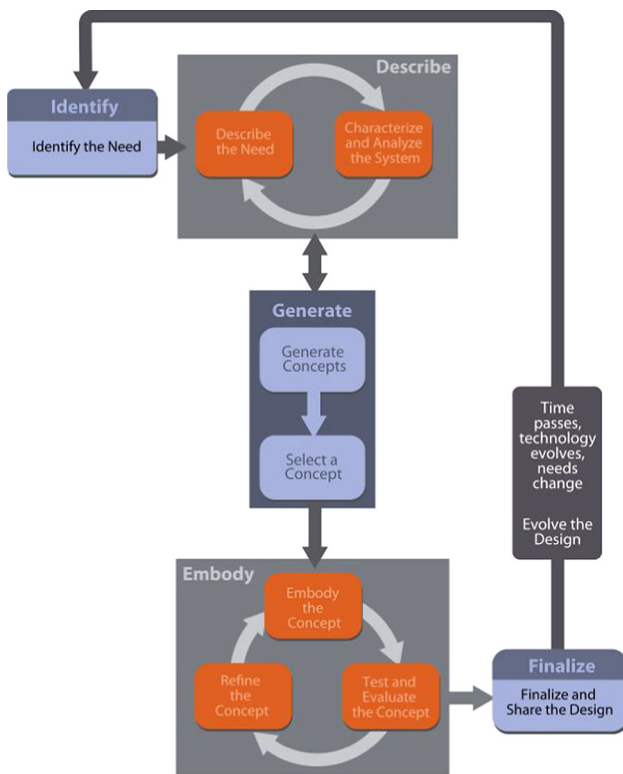 Describe
Identify
Identify the Need
Describe
the Need
Characterize
and Analyze
the System
Generate
Generate
Concepts
Select a
Concept
Time
passes,
technology
evolves,
needs
change
Evolve the
Design
Embody
Embody
the
Concept
Refine
the
Concept
Test and
Evaluate
the Concept
Finalize
Finalize and
Share the Design